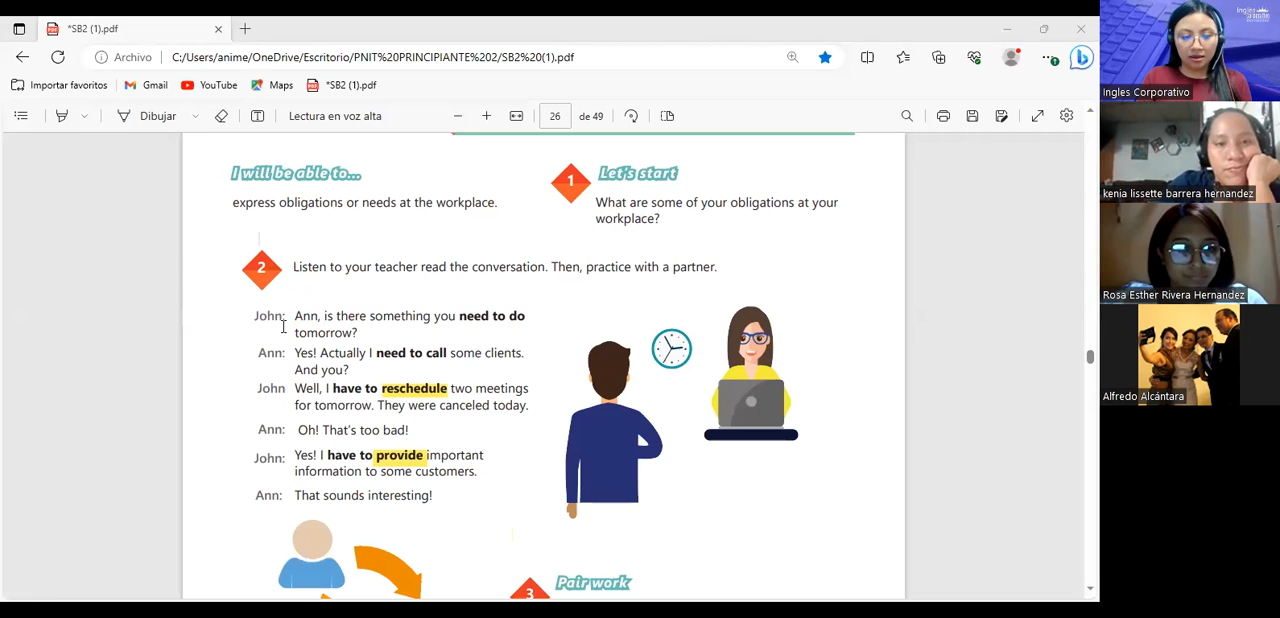 *SB2 (1).pdf
Archivo
C:/Users/anime/OneDrive/Escritorio/PNIT%20PRINCIPIANTE%202/SB2%20(1).pdf
Importar favoritos
Gmail
YouTube
Maps
*SB2 (1).pdf
Dibujar
Lectura en voz alta
26
de 49
I will be able to...
express obligations or needs at the workplace.
1
Let's start
What are some of your obligations at your
workplace?
2
Listen to your teacher read the conversation. Then, practice with a partner.
John: Ann, is there something you need to do
tomorrow?
Ann: Yes! Actually I need to call some clients.
And you?
John Well, I have to reschedule two meetings
for tomorrow. They were canceled today.
Ann: Oh! That's too bad!
John: Yes! I have to provide important
information to some customers.
Ann: That sounds interesting!
3
Pair work
Ingles Corporativo
kenia lissette barrera hernandez
Rosa Esther Rivera Hernandez
Alfredo Alcántara